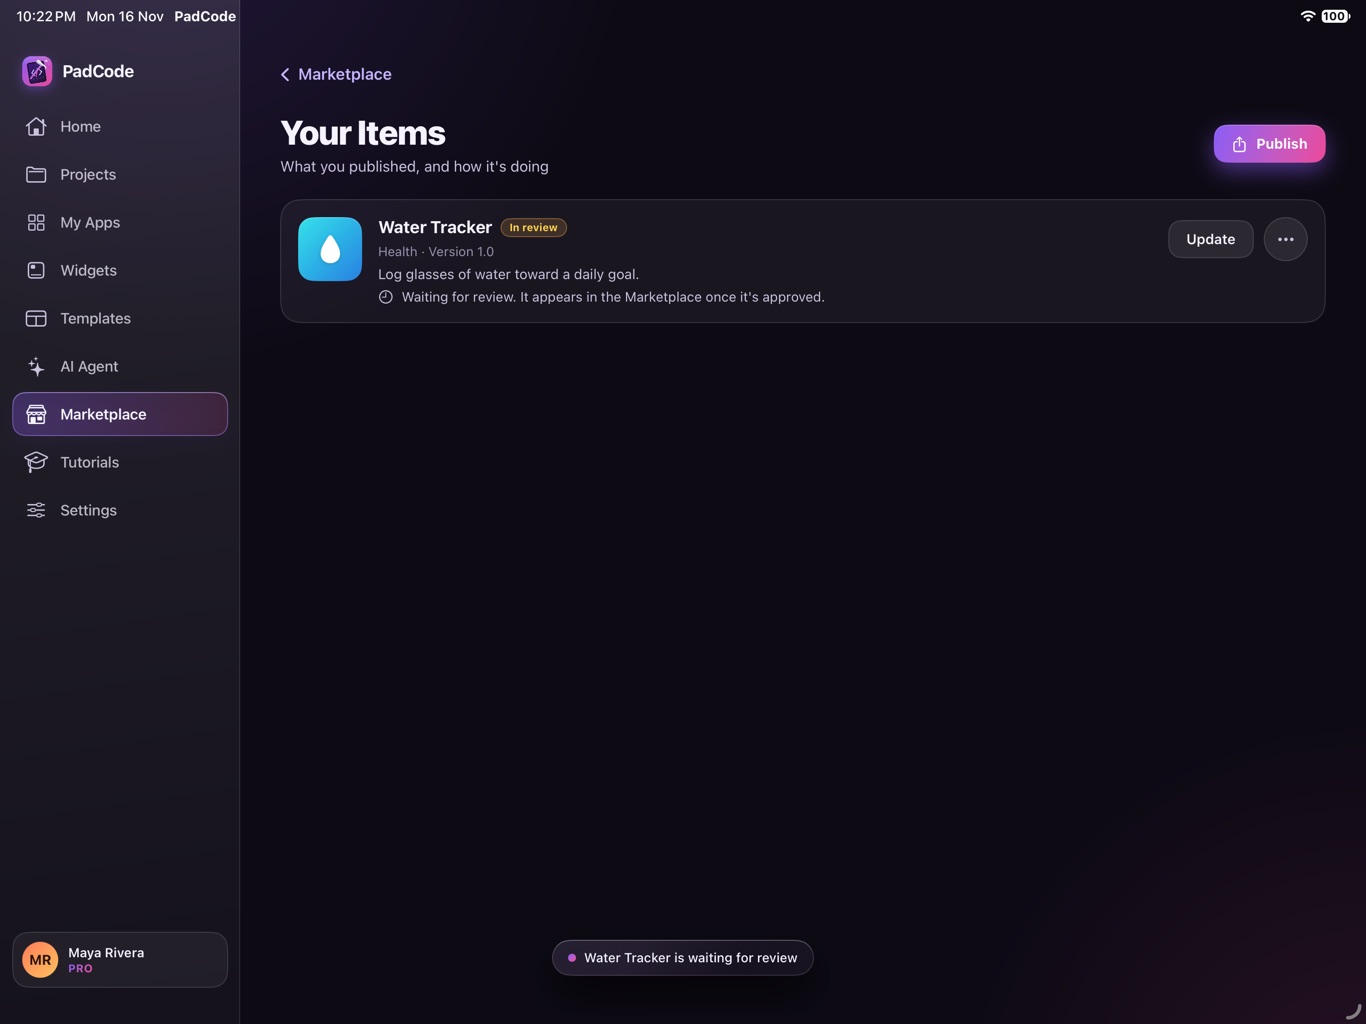 10:22 PM Mon 16 Nov PadCode
100
PadCode
Home
Projects
My Apps
Widgets
Templates
AI Agent
Marketplace
Tutorials
Settings
MR
Maya Rivera
PRO
Marketplace
Your Items
What you published, and how it's doing
Publish
Water Tracker In review
Health · Version 1.0
Log glasses of water toward a daily goal.
Waiting for review. It appears in the Marketplace once it's approved.
Update
Water Tracker is waiting for review